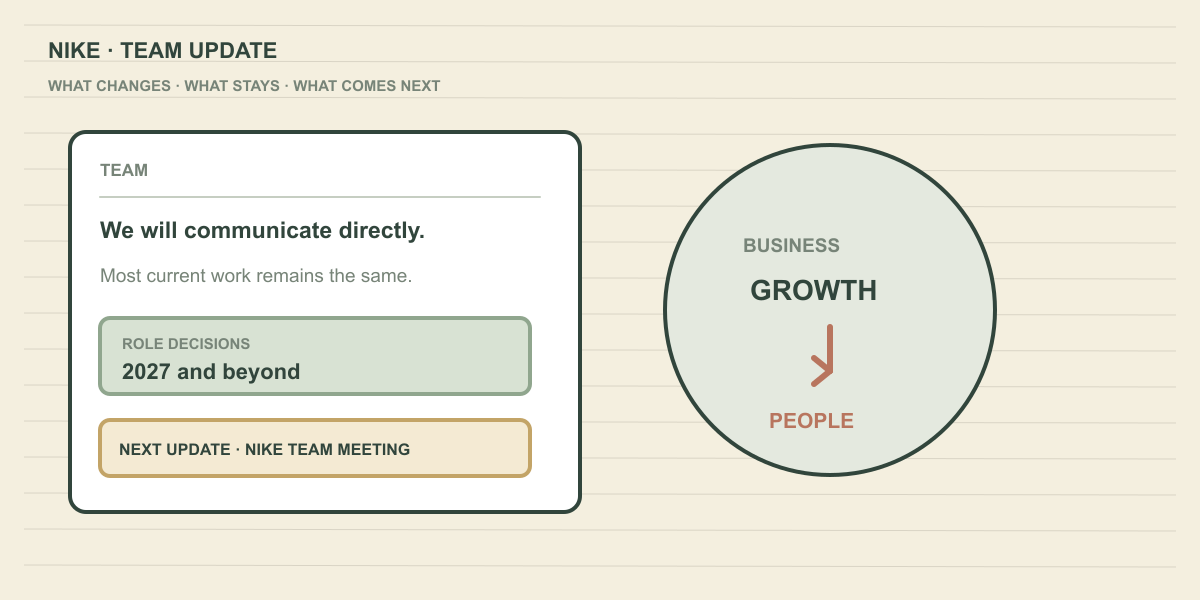 NIKE · TEAM UPDATE
WHAT CHANGES · WHAT STAYS · WHAT COMES NEXT
TEAM
We will communicate directly.
Most current work remains the same.
ROLE DECISIONS
2027 and beyond
NEXT UPDATE · NIKE TEAM MEETING
BUSINESS
GROWTH
PEOPLE